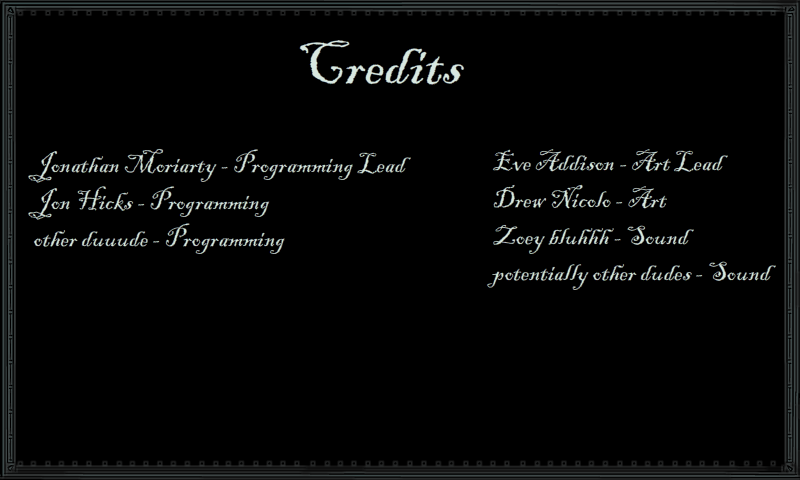 Credits
Jonathan Moriarty - Programming Lead
Jon Hicks - Programming
other duuude - Programming
Eve Addison - Art Lead
Drew Nicolo - Art
Zoey bluhhh - Sound
potentially other dudes - Sound